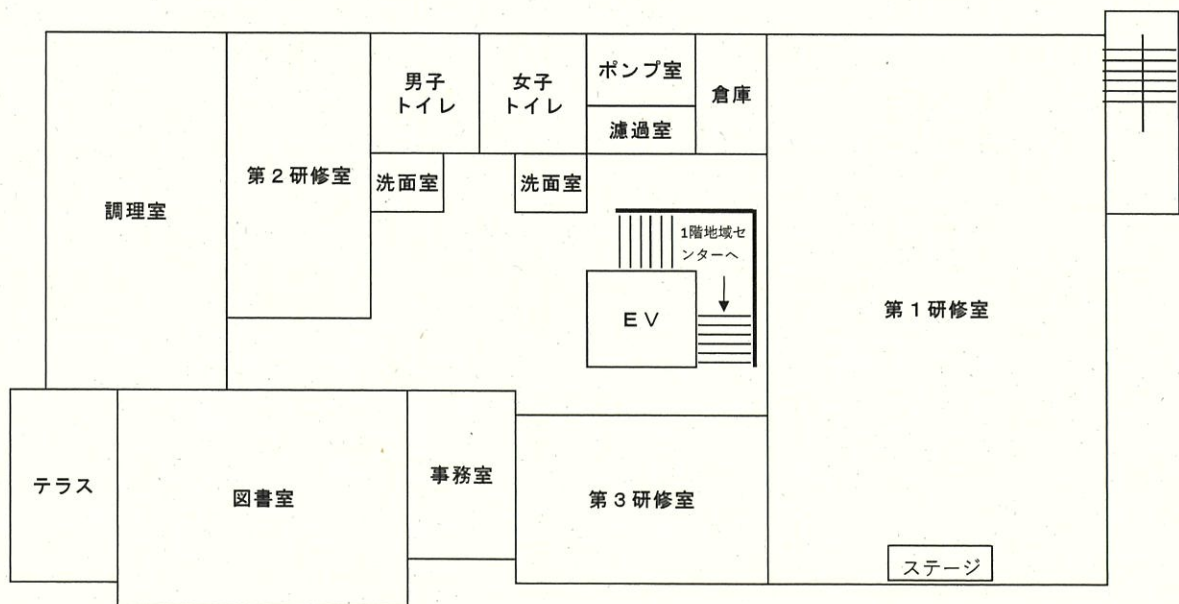 男子
トイレ
女子
トイレ
ポンプ室
倉庫
濾過室
第２研修室
洗面室
洗面室
調理室
1階地域セ
ンターへ
ＥＶ
第１研修室
テラス
図書室
事務室
第３研修室
ステージ